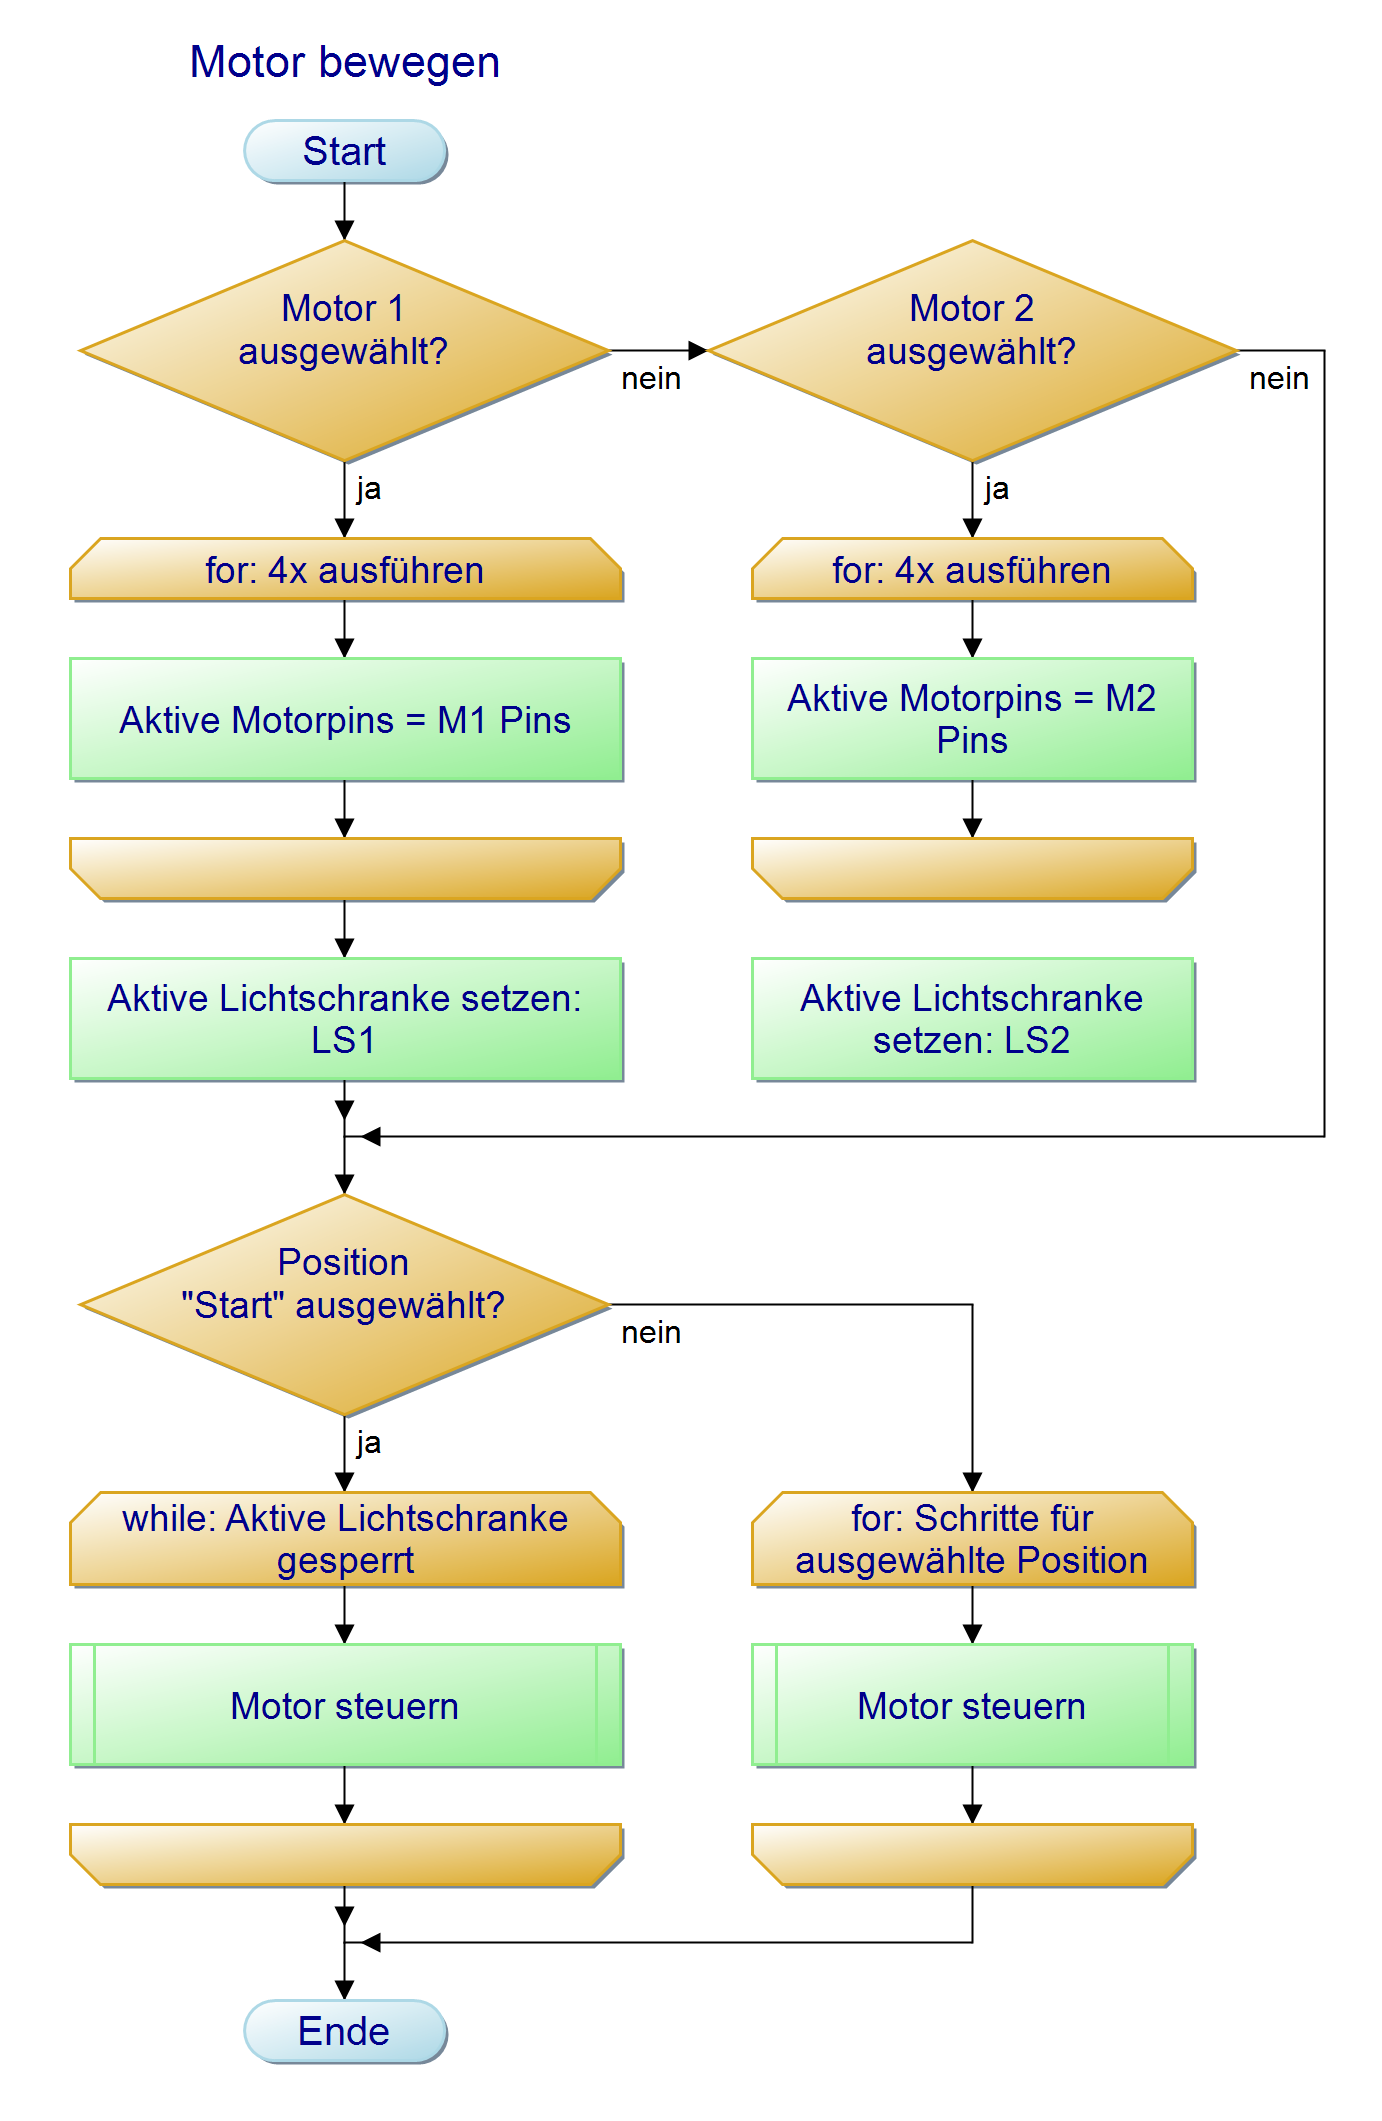 Motor bewegen
Start
Motor 1
ausgewählt?
nein
ja
Motor 2
ausgewählt?
nein
ja
for: 4x ausführen
for: 4x ausführen
Aktive Motorpins = M1 Pins
Aktive Motorpins = M2
Pins
Aktive Lichtschranke setzen:
LS1
Aktive Lichtschranke
setzen: LS2
Position
"Start" ausgewählt?
nein
ja
while: Aktive Lichtschranke
gesperrt
for: Schritte für
ausgewählte Position
Motor steuern
Motor steuern
Ende